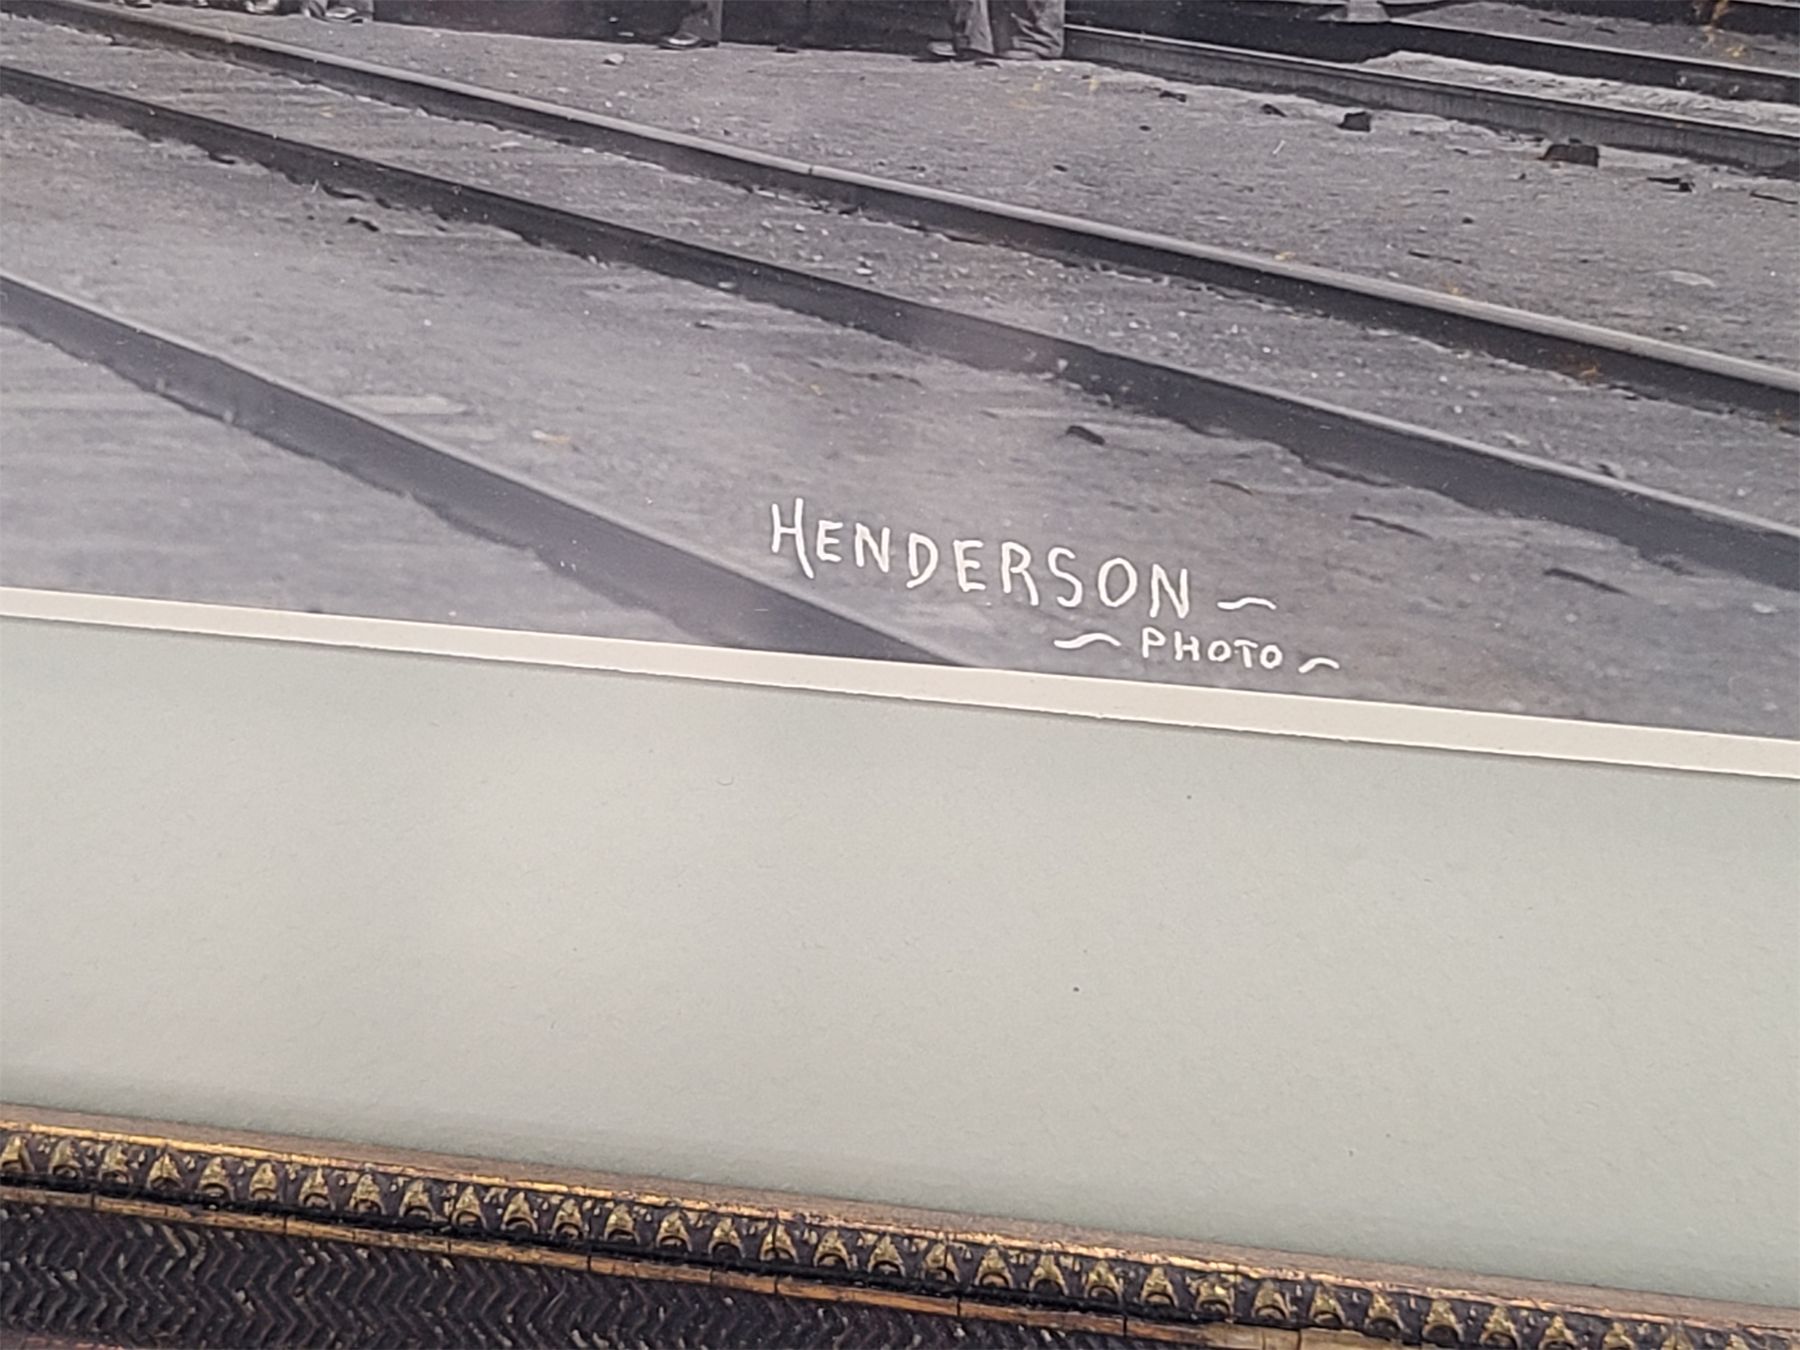 HENDERSON ~
~ PHOTO ~